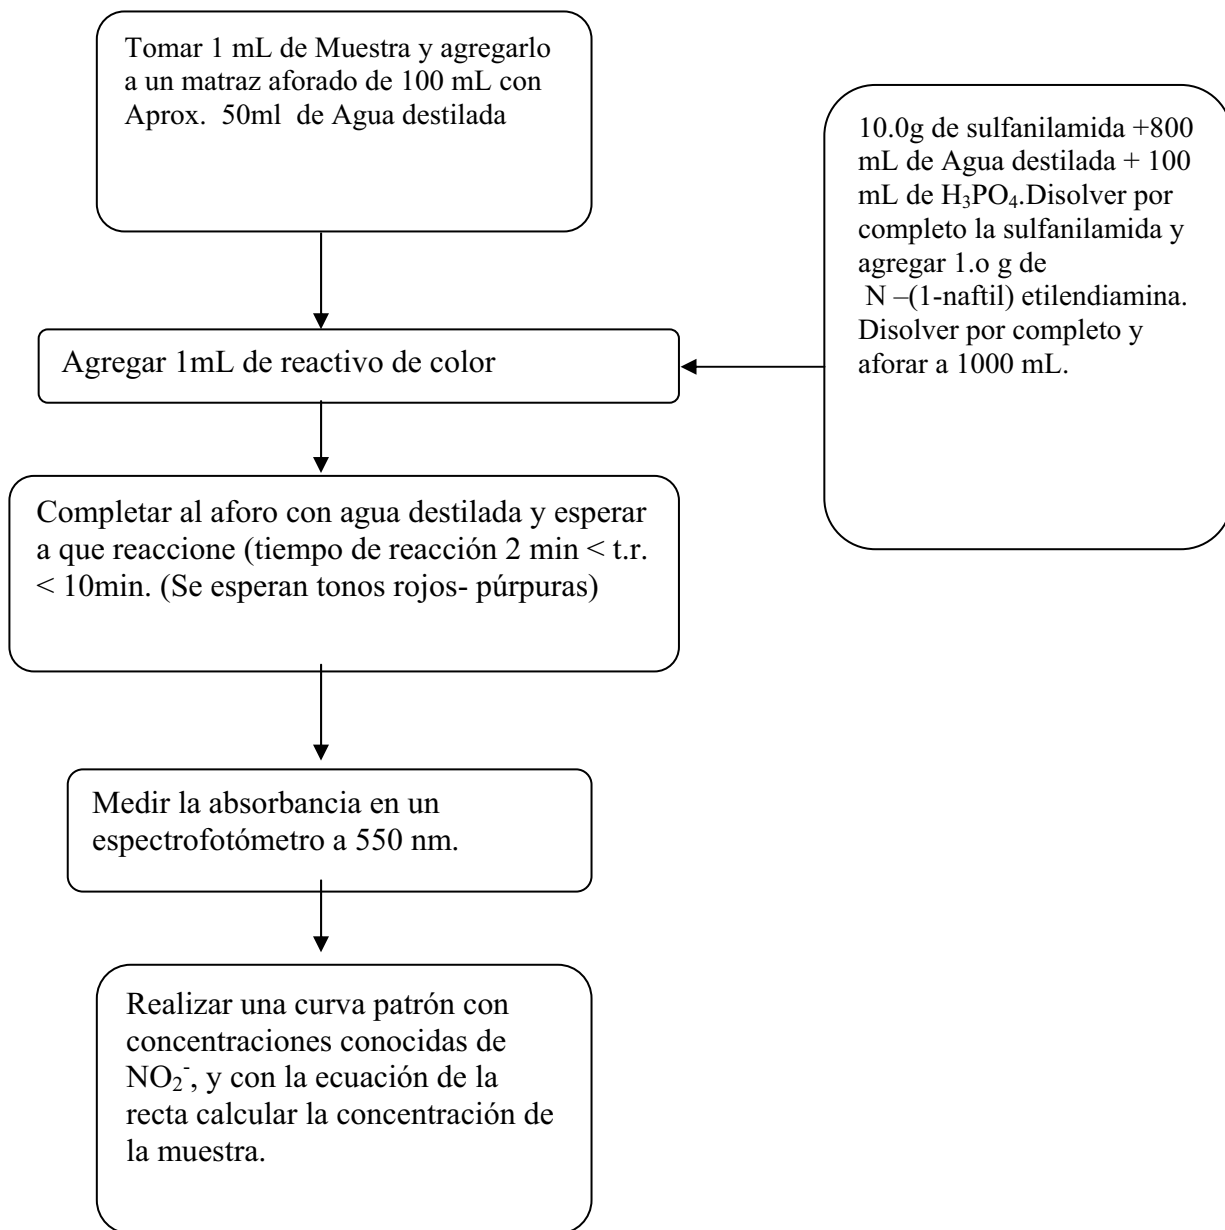 Tomar 1 mL de Muestra y agregarlo
a un matraz aforado de 100 mL con
Aprox.  50ml  de Agua destilada
10.0g de sulfanilamida +800
mL de Agua destilada + 100
mL de H₃PO₄.Disolver por
completo la sulfanilamida y
agregar 1.o g de
N –(1-naftil) etilendiamina.
Disolver por completo y
aforar a 1000 mL.
Agregar 1mL de reactivo de color
Completar al aforo con agua destilada y esperar
a que reaccione (tiempo de reacción 2 min < t.r.
< 10min. (Se esperan tonos rojos- púrpuras)
Medir la absorbancia en un
espectrofotómetro a 550 nm.
Realizar una curva patrón con
concentraciones conocidas de
NO₂⁻, y con la ecuación de la
recta calcular la concentración de
la muestra.